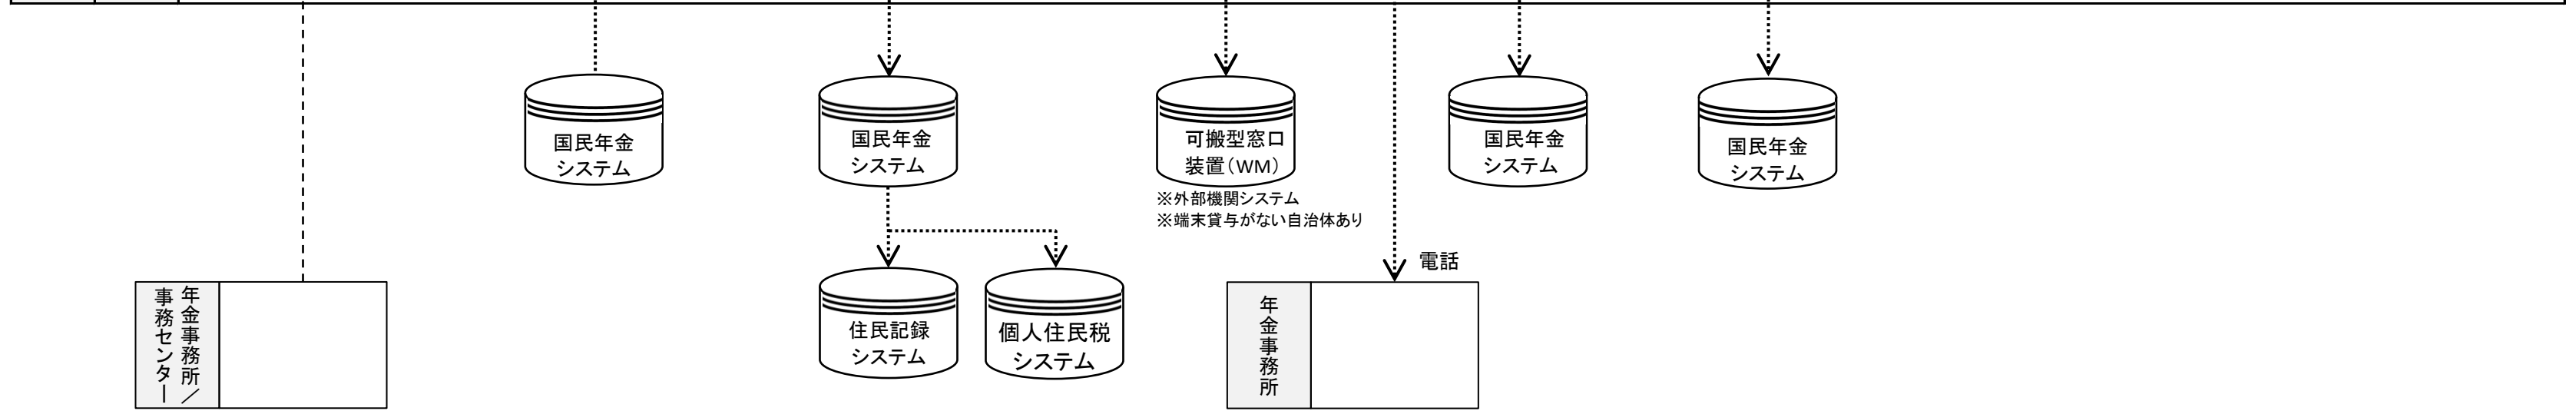 国民年金
システム
国民年金
システム
可搬型窓口
装置（WM）
※外部機関システム
※端末貸与がない自治体あり
国民年金
システム
国民年金
システム
電話
年金事務所／
事務センター
住民記録
システム
個人住民税
システム
年金事務所